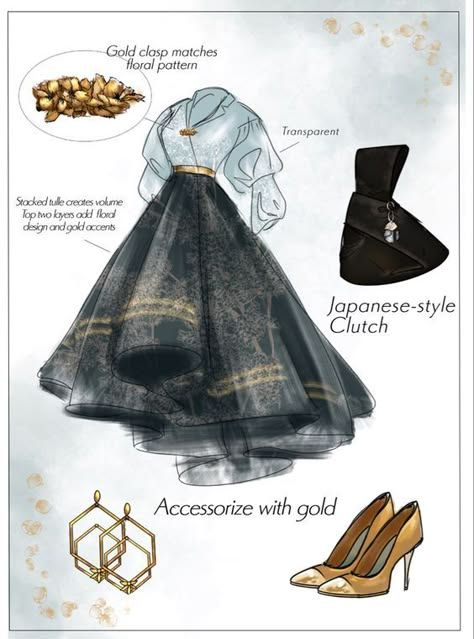 Gold clasp matches
floral pattern
Transparent
Stacked tulle creates volume
Top two layers add floral
design and gold accents
Japanese-style
Clutch
Accessorize with gold